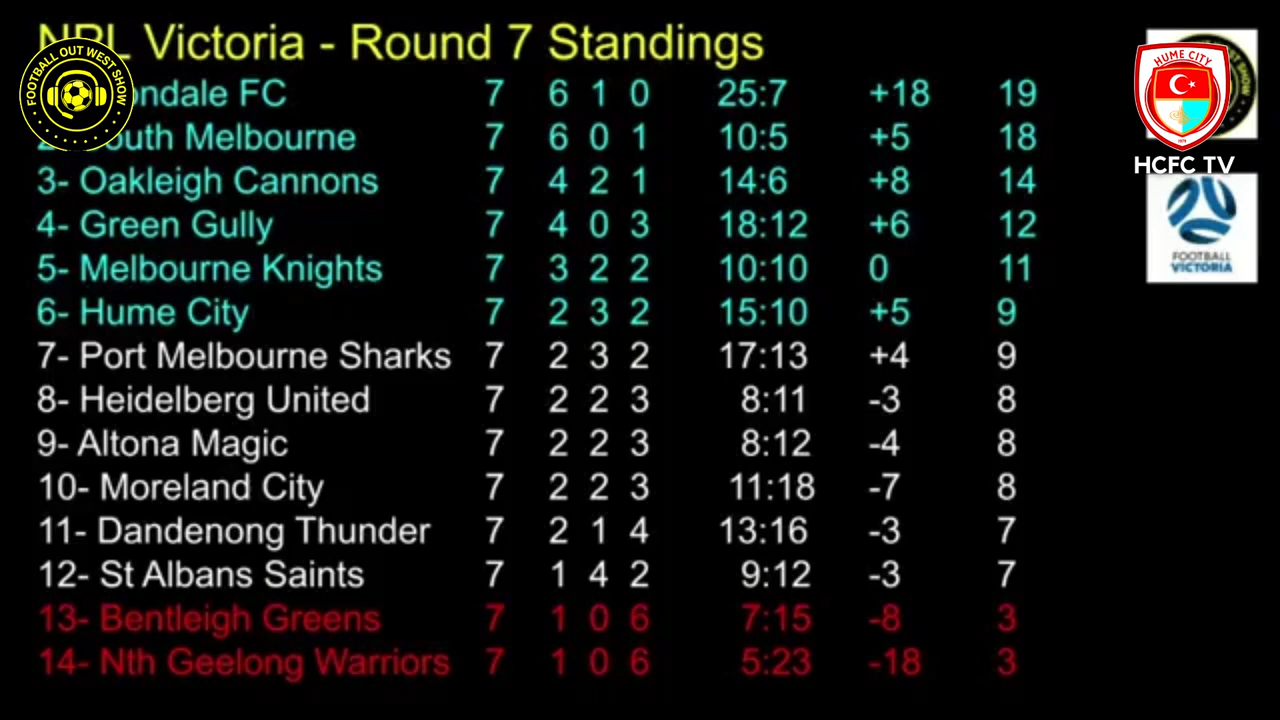 NPL Victoria - Round 7 Standings
ondale FC 7 6 1 0 25:7 +18 19
outh Melbourne 7 6 0 1 10:5 +5 18
3- Oakleigh Cannons 7 4 2 1 14:6 +8 14
4- Green Gully 7 4 0 3 18:12 +6 12
5- Melbourne Knights 7 3 2 2 10:10 0 11
6- Hume City 7 2 3 2 15:10 +5 9
7- Port Melbourne Sharks 7 2 3 2 17:13 +4 9
8- Heidelberg United 7 2 2 3 8:11 -3 8
9- Altona Magic 7 2 2 3 8:12 -4 8
10- Moreland City 7 2 2 3 11:18 -7 8
11- Dandenong Thunder 7 2 1 4 13:16 -3 7
12- St Albans Saints 7 1 4 2 9:12 -3 7
13- Bentleigh Greens 7 1 0 6 7:15 -8 3
14- Nth Geelong Warriors 7 1 0 6 5:23 -18 3
FOOTBALL OUT WEST SHOW
HUME CITY
HCFC TV
FOOTBALL
VICTORIA